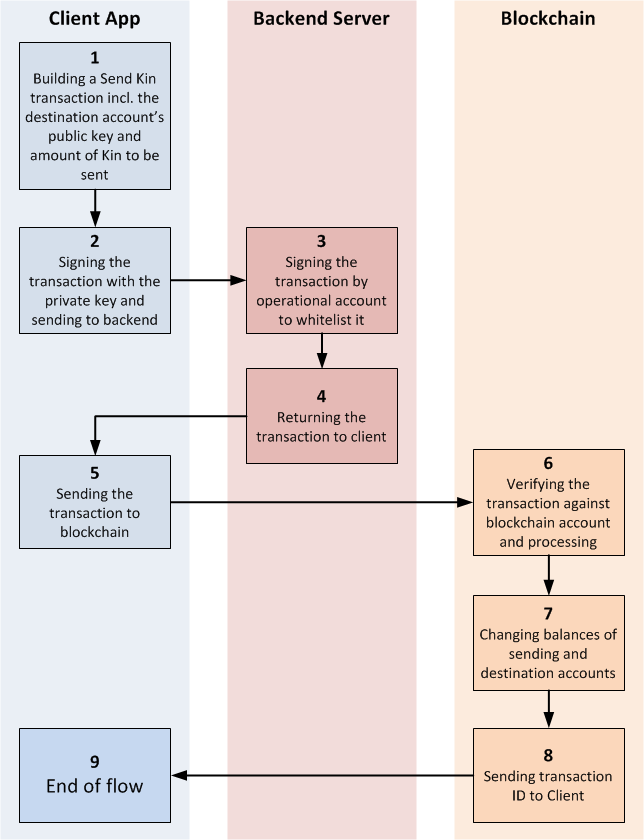 Client App
Backend Server
Blockchain
1
Building a Send Kin
transaction incl. the
destination account's
public key and
amount of Kin to be
sent
2
Signing the
transaction with the
private key and
sending to backend
3
Signing the
transaction by
operational account
to whitelist it
4
Returning the
transaction to client
5
Sending the
transaction to
blockchain
6
Verifying the
transaction against
blockchain account
and processing
7
Changing balances of
sending and
destination accounts
8
Sending transaction
ID to Client
9
End of flow